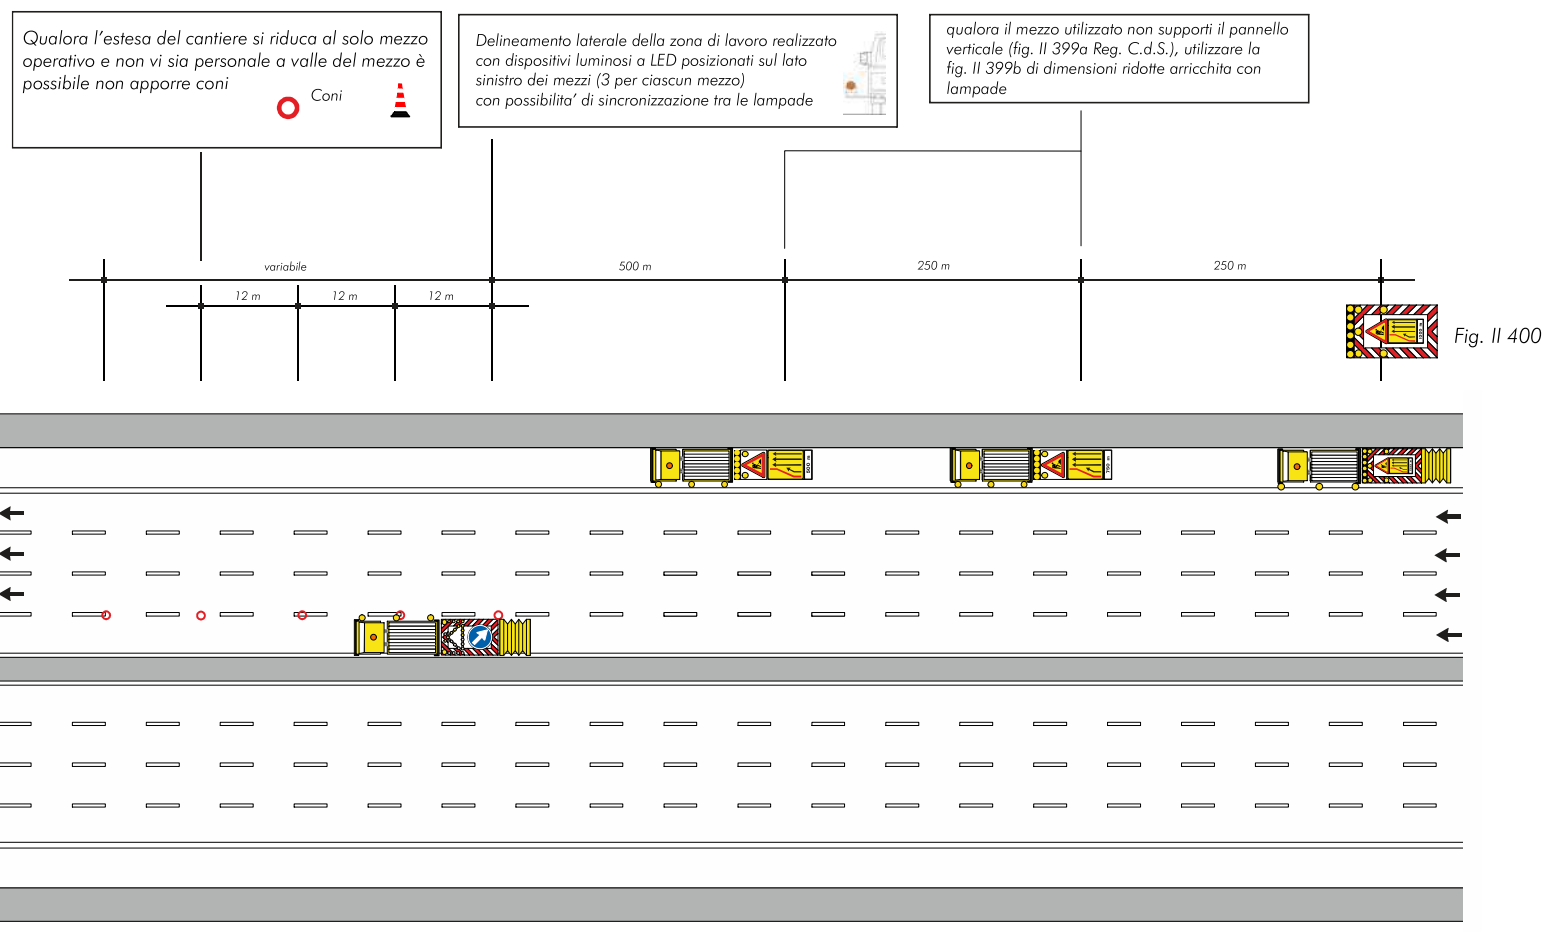 Qualora l'estesa del cantiere si riduca al solo mezzo
operativo e non vi sia personale a valle del mezzo è
possibile non apporre coni
Coni
Delineamento laterale della zona di lavoro realizzato
con dispositivi luminosi a LED posizionati sul lato
sinistro dei mezzi (3 per ciascun mezzo)
con possibilita' di sincronizzazione tra le lampade
qualora il mezzo utilizzato non supporti il pannello
verticale (fig. II 399a Reg. C.d.S.), utilizzare la
fig. II 399b di dimensioni ridotte arricchita con
lampade
variabile
500 m
250 m
250 m
12 m
12 m
12 m
Fig. II 400
500 m
750 m